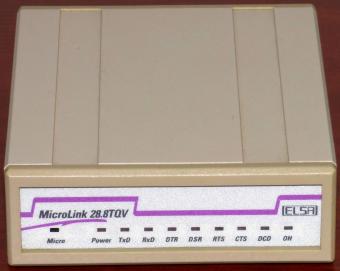 MicroLink 28.8TQV
ELSA
Micro Power TxD RxD DTR DSR RTS CTS DCD OH